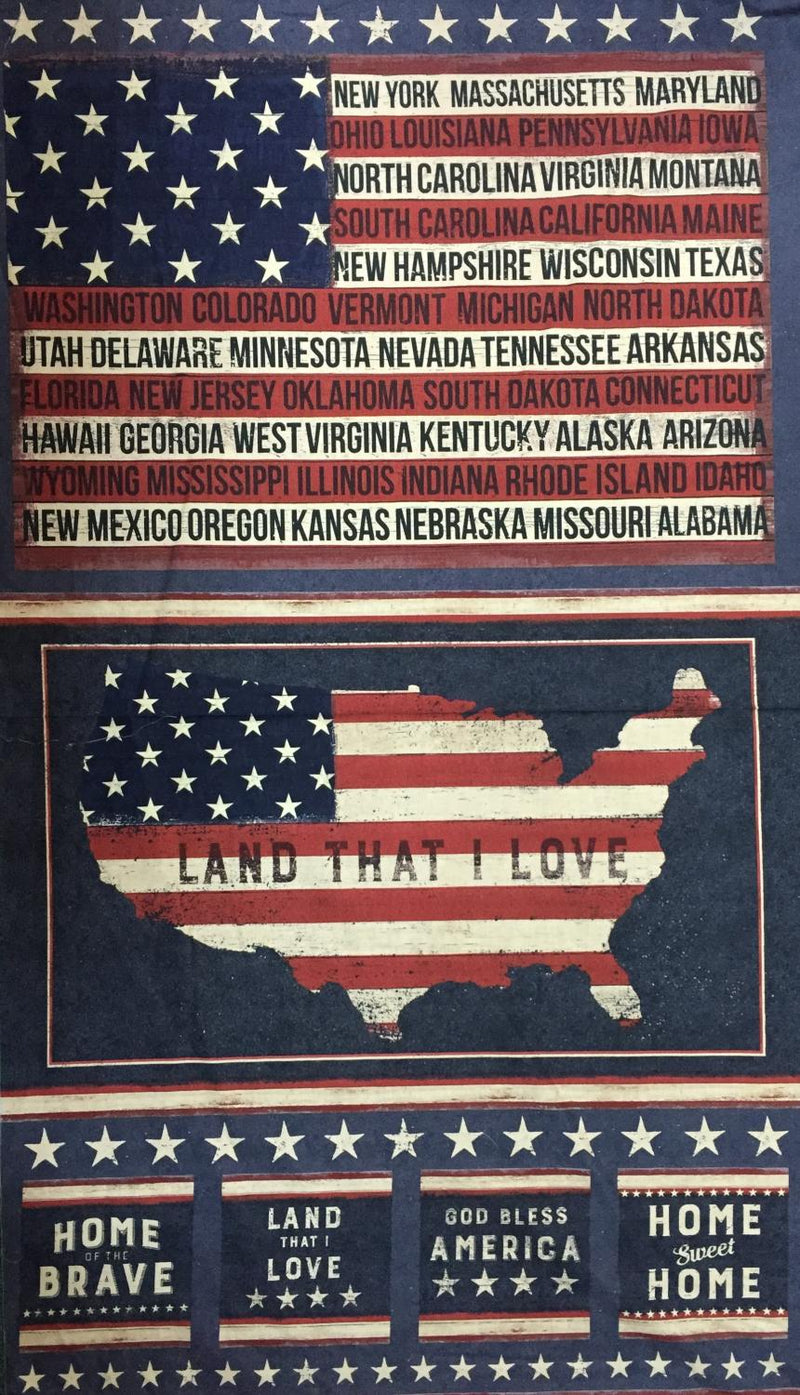 NEW YORK MASSACHUSETTS MARYLAND
OHIO LOUISIANA PENNSYLVANIA IOWA
NORTH CAROLINA VIRGINIA MONTANA
SOUTH CAROLINA CALIFORNIA MAINE
NEW HAMPSHIRE WISCONSIN TEXAS
WASHINGTON COLORADO VERMONT MICHIGAN NORTH DAKOTA
UTAH DELAWARE MINNESOTA NEVADA TENNESSEE ARKANSAS
FLORIDA NEW JERSEY OKLAHOMA SOUTH DAKOTA CONNECTICUT
HAWAII GEORGIA WEST VIRGINIA KENTUCKY ALASKA ARIZONA
WYOMING MISSISSIPPI ILLINOIS INDIANA RHODE ISLAND IDAHO
NEW MEXICO OREGON KANSAS NEBRASKA MISSOURI ALABAMA
LAND THAT I LOVE
HOME
OF THE
BRAVE
LAND
THAT I
LOVE
GOD BLESS
AMERICA
HOME
Sweet
HOME